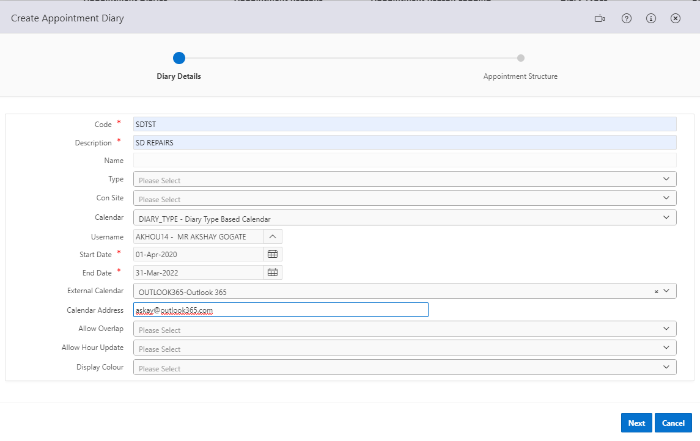 Create Appointment Diary
Diary Details
Appointment Structure
Code * SDTST
Description * SD REPAIRS
Name
Type Please Select
Con Site Please Select
Calendar DIARY_TYPE - Diary Type Based Calendar
Username AKHOU14 - MR AKSHAY GOGATE
Start Date * 01-Apr-2020
End Date * 31-Mar-2022
External Calendar OUTLOOK365-Outlook 365
Calendar Address askay@outlook365.com
Allow Overlap Please Select
Allow Hour Update Please Select
Display Colour Please Select
Next Cancel